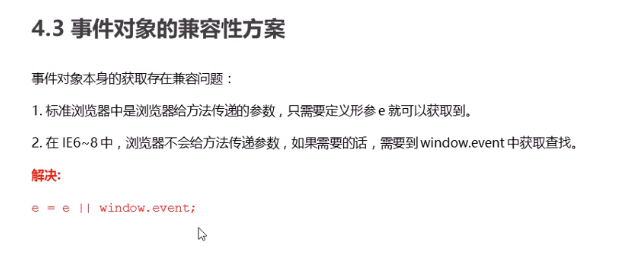 4.3 事件对象的兼容性方案
事件对象本身的获取存在兼容问题：
1. 标准浏览器中是浏览器给方法传递的参数，只需要定义形参 e 就可以获取到。
2. 在 IE6~8 中，浏览器不会给方法传递参数，如果需要的话，需要到 window.event 中获取查找。
解决:
e = e || window.event;